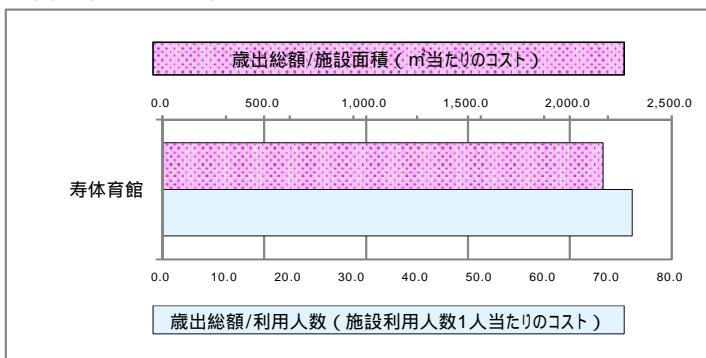 歳出総額/施設面積（㎡当たりのコスト）
0.0 500.0 1,000.0 1,500.0 2,000.0 2,500.0
寿体育館
0.0 10.0 20.0 30.0 40.0 50.0 60.0 70.0 80.0
歳出総額/利用人数（施設利用人数1人当たりのコスト）